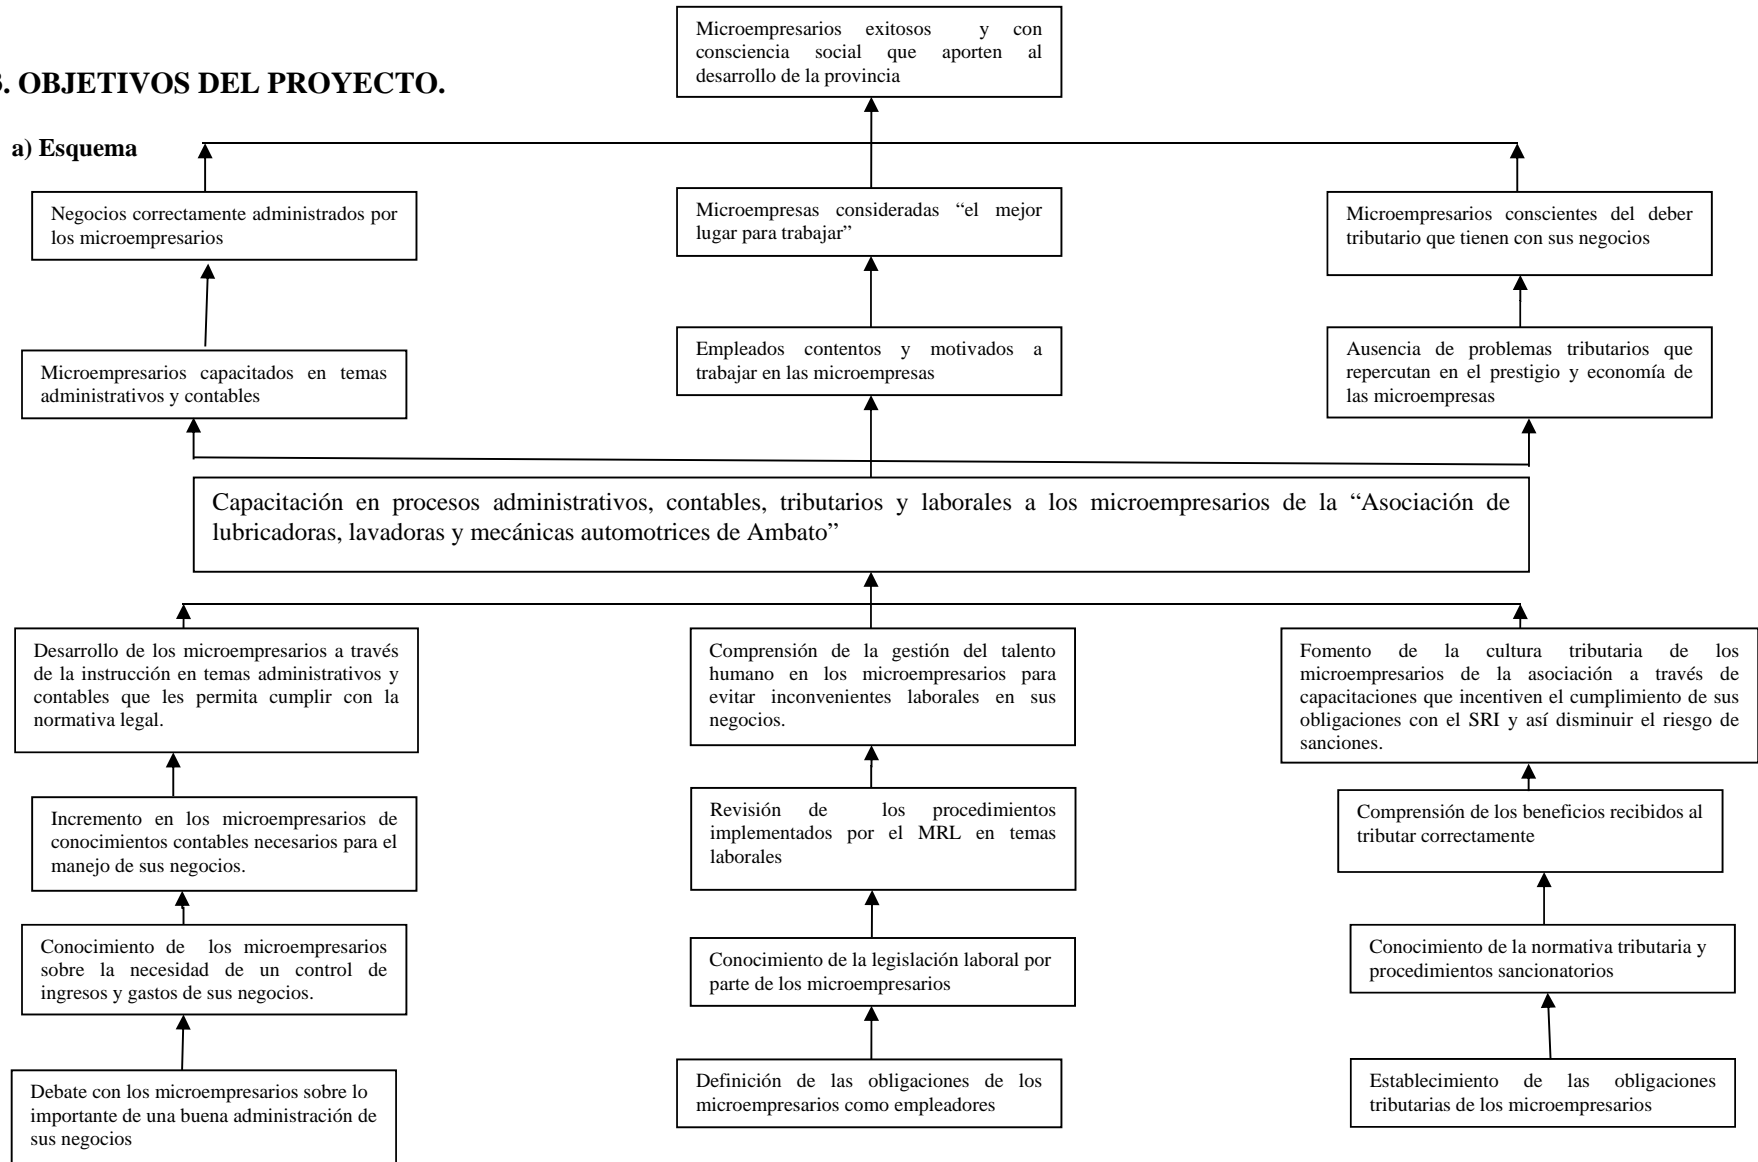 Microempresarios exitosos y con
consciencia social que aporten al
desarrollo de la provincia
3. OBJETIVOS DEL PROYECTO.
a) Esquema
Negocios correctamente administrados por
los microempresarios
Microempresas consideradas “el mejor
lugar para trabajar”
Microempresarios conscientes del deber
tributario que tienen con sus negocios
Microempresarios capacitados en temas
administrativos y contables
Empleados contentos y motivados a
trabajar en las microempresas
Ausencia de problemas tributarios que
repercutan en el prestigio y economía de
las microempresas
Capacitación en procesos administrativos, contables, tributarios y laborales a los microempresarios de la “Asociación de
lubricadoras, lavadoras y mecánicas automotrices de Ambato”
Desarrollo de los microempresarios a través
de la instrucción en temas administrativos y
contables que les permita cumplir con la
normativa legal.
Comprensión de la gestión del talento
humano en los microempresarios para
evitar inconvenientes laborales en sus
negocios.
Fomento de la cultura tributaria de los
microempresarios de la asociación a través de
capacitaciones que incentiven el cumplimiento de sus
obligaciones con el SRI y así disminuir el riesgo de
sanciones.
Incremento en los microempresarios de
conocimientos contables necesarios para el
manejo de sus negocios.
Revisión de los procedimientos
implementados por el MRL en temas
laborales
Comprensión de los beneficios recibidos al
tributar correctamente
Conocimiento de los microempresarios
sobre la necesidad de un control de
ingresos y gastos de sus negocios.
Conocimiento de la legislación laboral por
parte de los microempresarios
Conocimiento de la normativa tributaria y
procedimientos sancionatorios
Debate con los microempresarios sobre lo
importante de una buena administración de
sus negocios
Definición de las obligaciones de los
microempresarios como empleadores
Establecimiento de las obligaciones
tributarias de los microempresarios